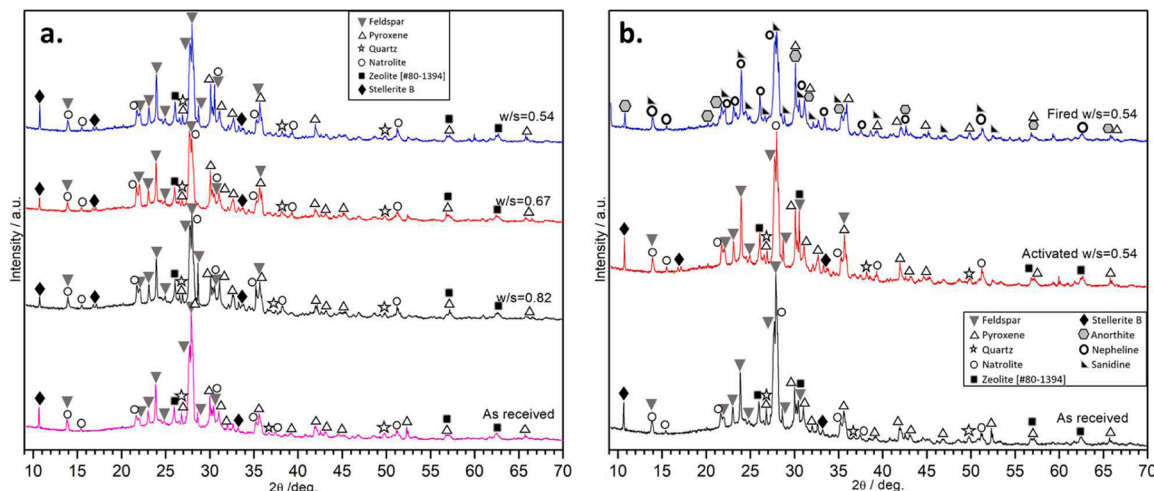 a.
Feldspar
Pyroxene
Quartz
Natrolite
Zeolite [#80-1394]
Stellerite B
w/s=0.54
w/s=0.67
w/s=0.82
As received
Intensity / a.u.
10 15 20 25 30 35 40 45 50 55 60 65 70
2θ /deg.
b.
Fired w/s=0.54
Activated w/s=0.54
Feldspar
Pyroxene
Quartz
Natrolite
Zeolite [#80-1394]
Stellerite B
Anorthite
Nepheline
Sanidine
As received
Intensity / a.u.
10 15 20 25 30 35 40 45 50 55 60 65 70
2θ / deg.